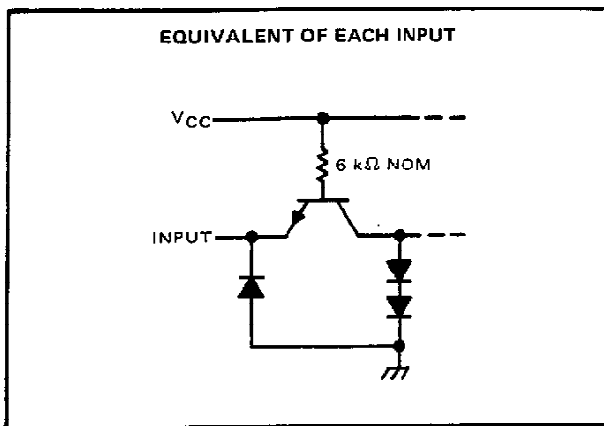 EQUIVALENT OF EACH INPUT
VCC
6 kΩ NOM
INPUT